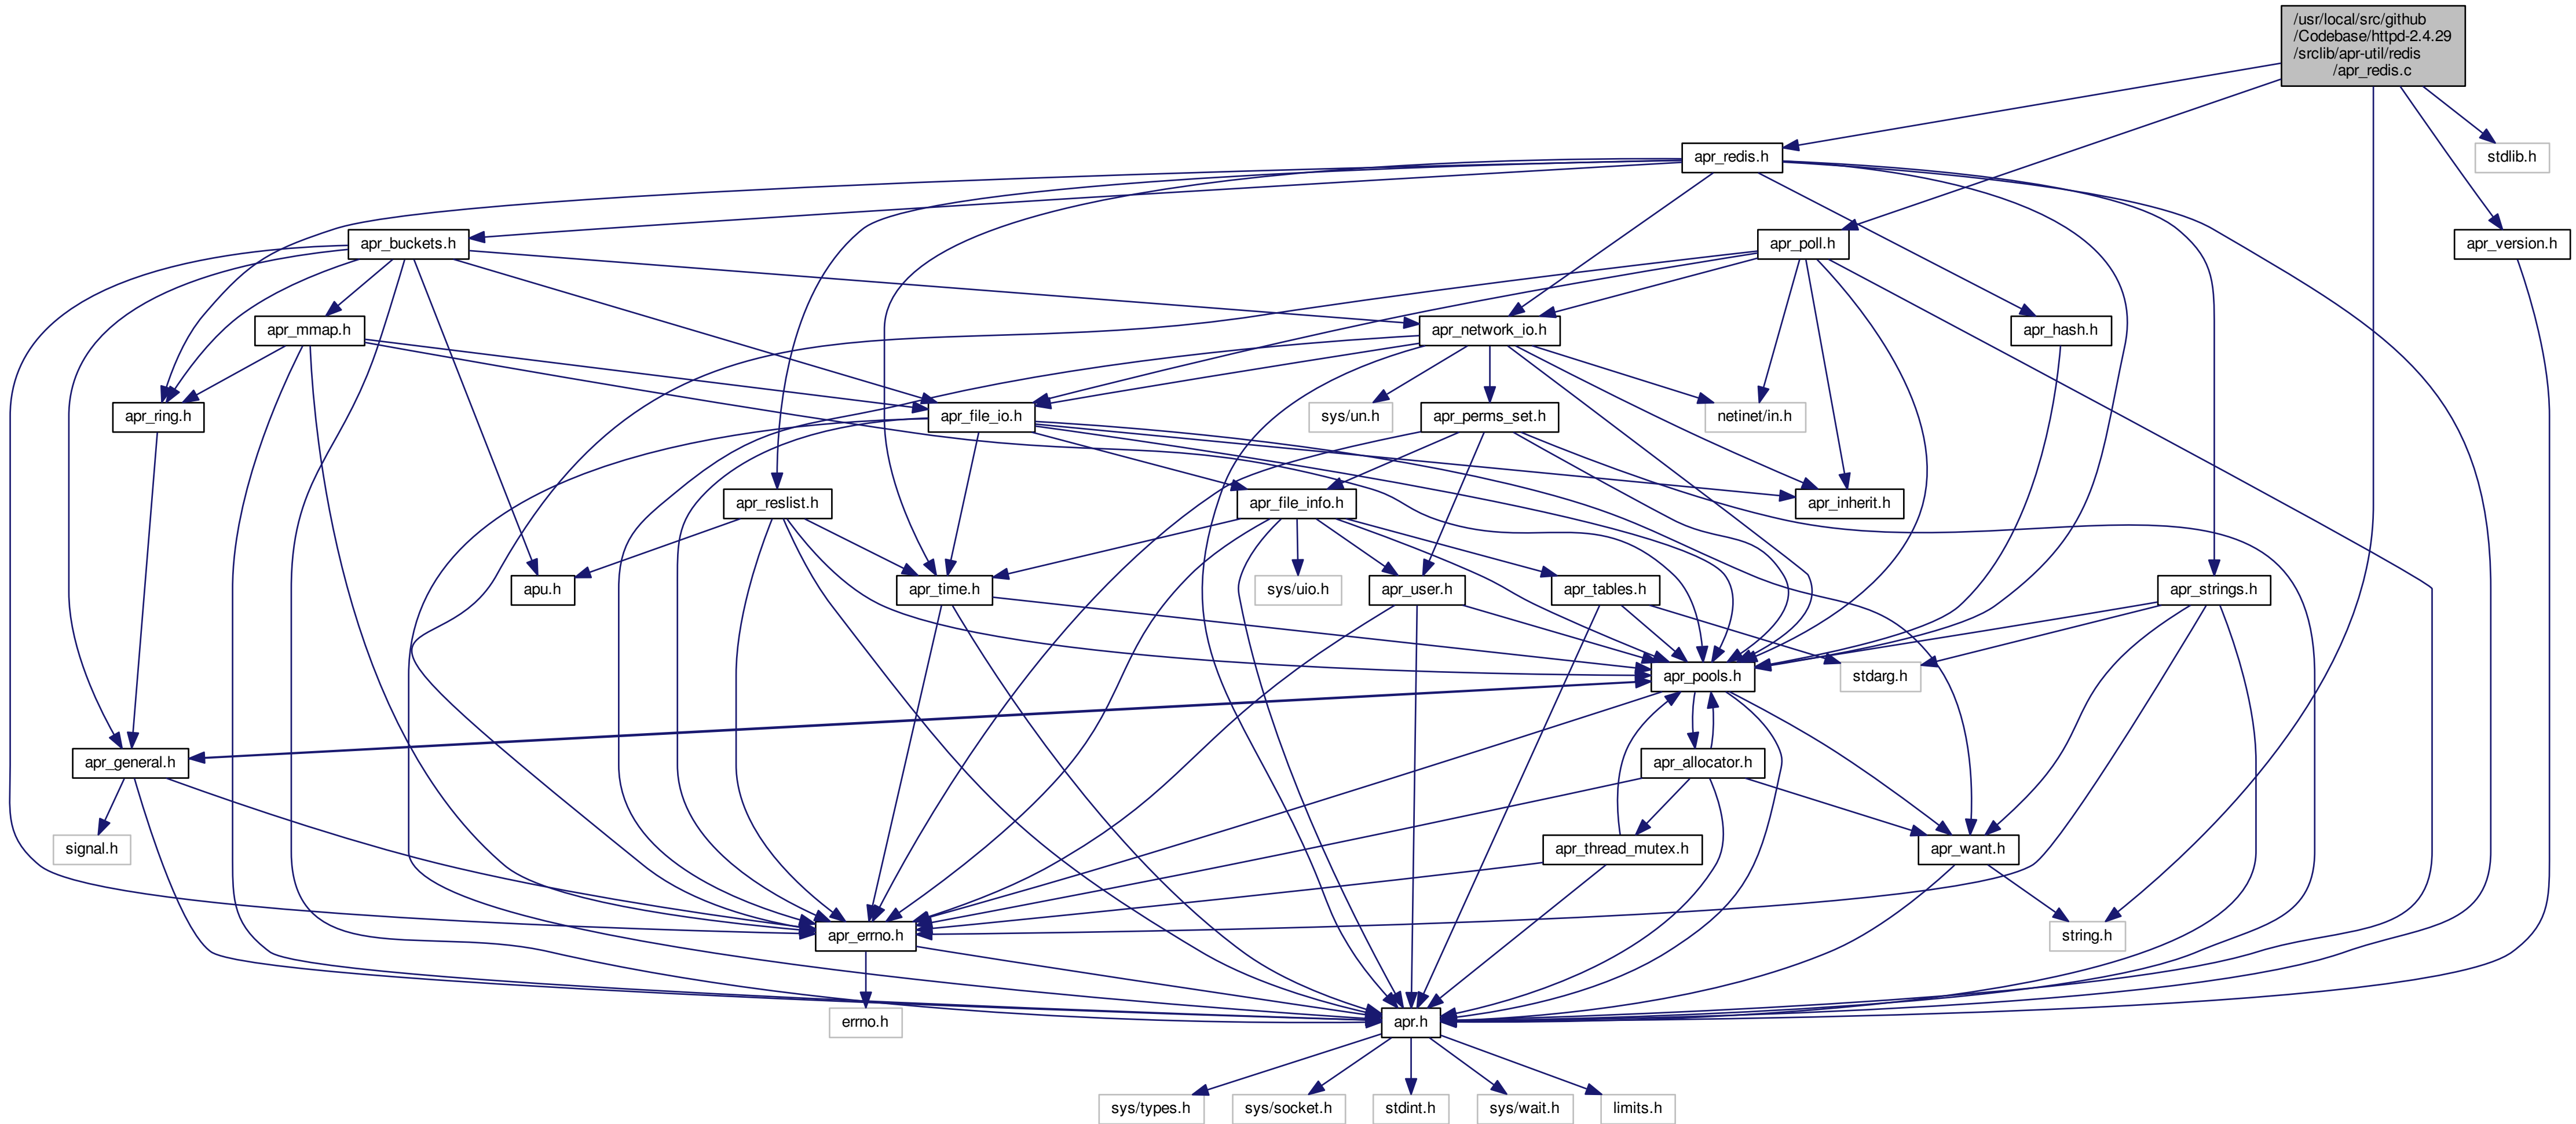 /usr/local/src/github
/Codebase/httpd-2.4.29
/srclib/apr-util/redis
/apr_redis.c
apr_redis.h
stdlib.h
apr_buckets.h
apr_poll.h
apr_version.h
apr_mmap.h
apr_network_io.h
apr_hash.h
apr_ring.h
apr_file_io.h
sys/un.h
apr_perms_set.h
netinet/in.h
apr_reslist.h
apr_file_info.h
apr_inherit.h
apu.h
apr_time.h
sys/uio.h
apr_user.h
apr_tables.h
apr_strings.h
apr_pools.h
stdarg.h
apr_general.h
apr_allocator.h
signal.h
apr_thread_mutex.h
apr_want.h
apr_errno.h
string.h
errno.h
apr.h
sys/types.h
sys/socket.h
stdint.h
sys/wait.h
limits.h